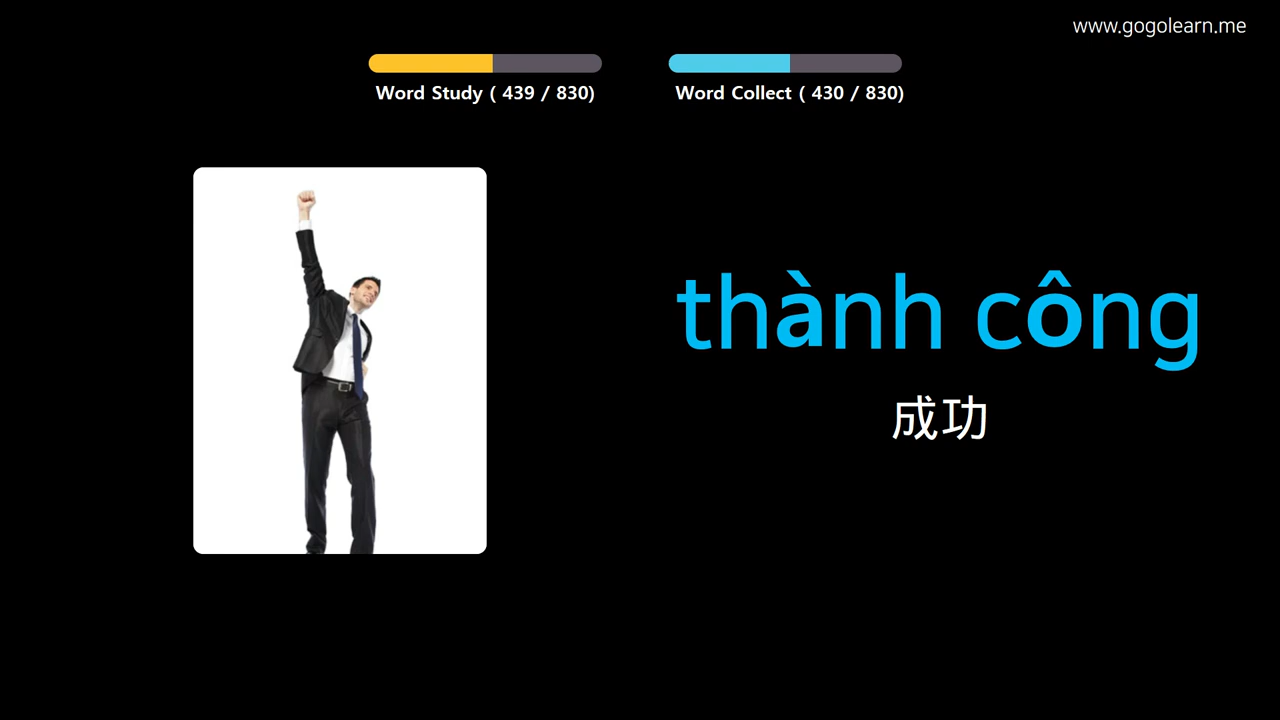 www.gogolearn.me
Word Study ( 439 / 830)
Word Collect ( 430 / 830)
thành công
成功